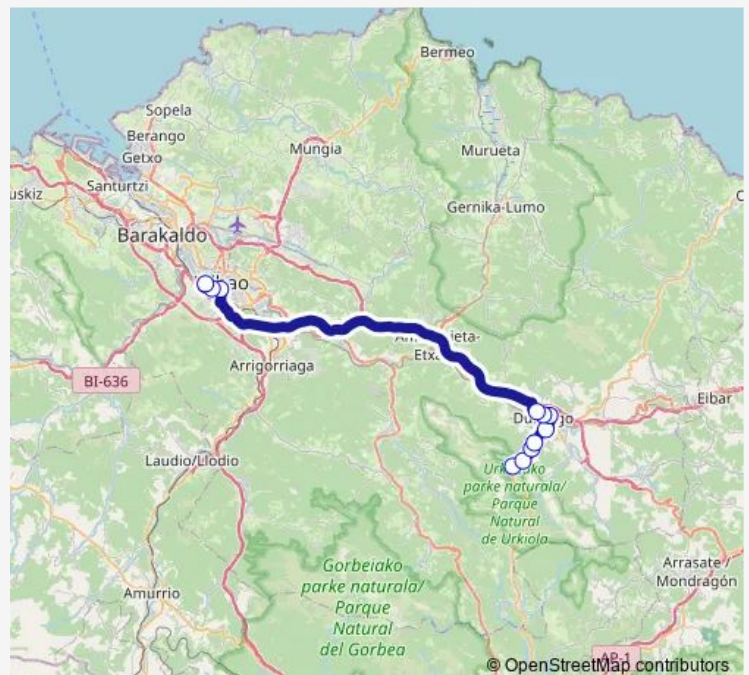 Bermeo
Sopela
Berango
Getxo
Mungia
Murueta
Santurtzi
uskiz
Gernika-Lumo
Barakaldo
Arrigorriaga
BI-636
Eibar
Laudio/Llodio
parke naturala/
Parque
Natural
de Urkiola
Gorbeiako
parke naturala/
Parque
Natural
del Gorbea
Arrasate /
Mondragón
Amurrio
AP-1
© OpenStreetMap contributors